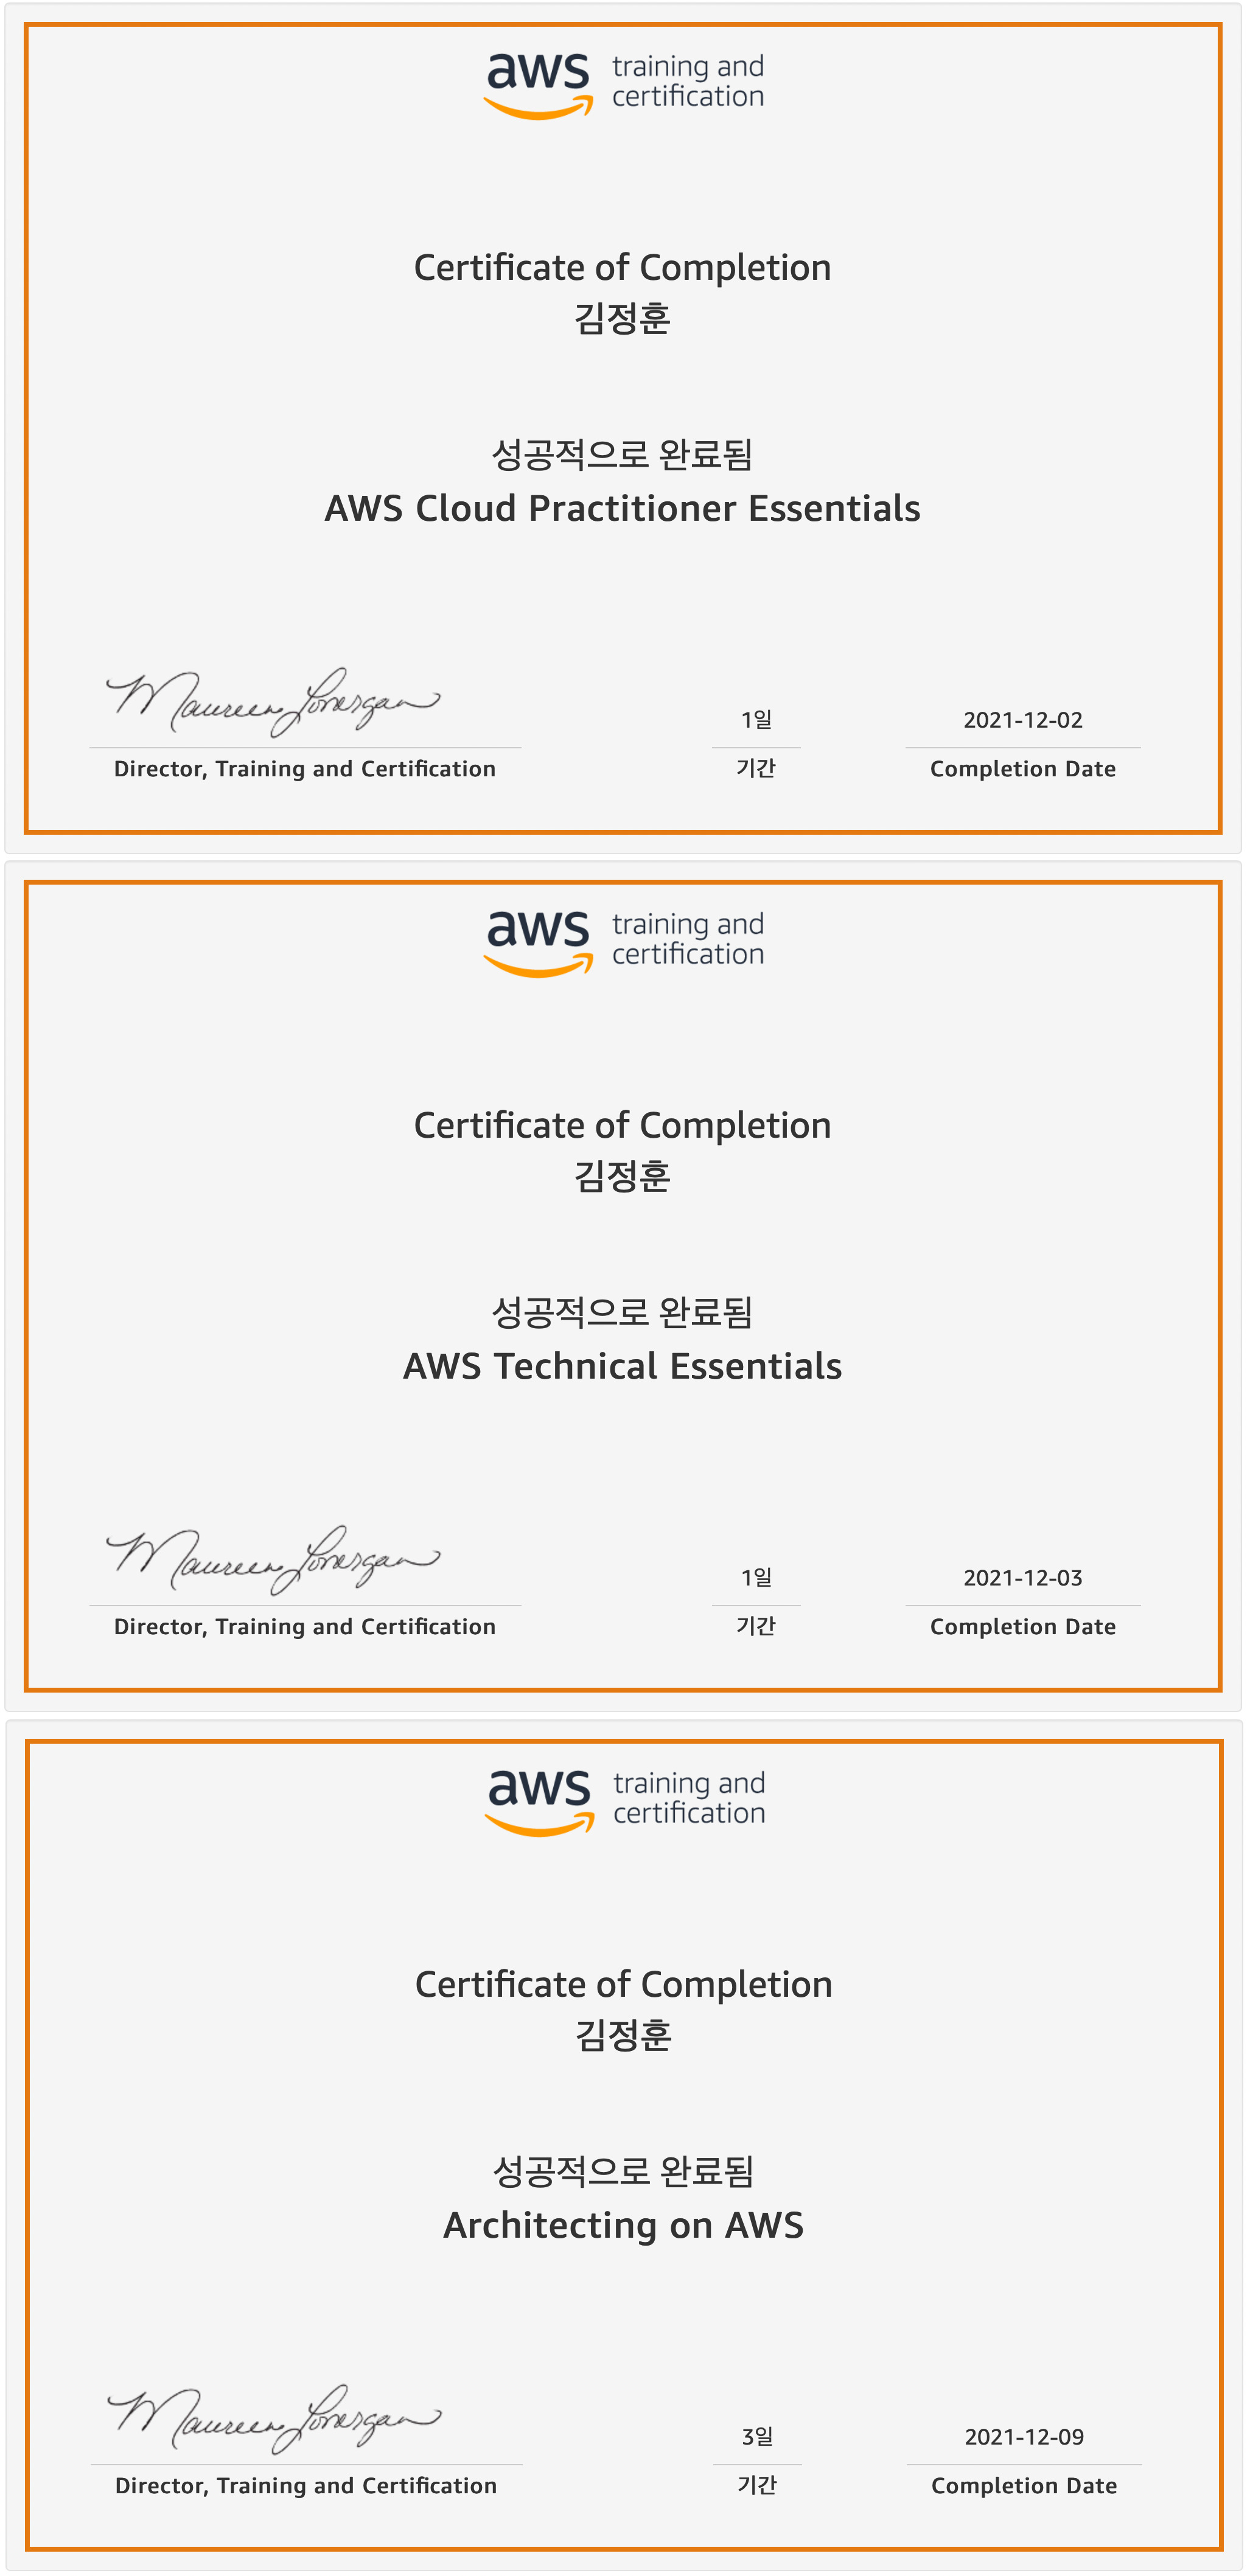 aws training and
certification
Certificate of Completion
김정훈
성공적으로 완료됨
AWS Cloud Practitioner Essentials
Maureen Lonergan
1일
2021-12-02
Director, Training and Certification
기간
Completion Date
aws training and
certification
Certificate of Completion
김정훈
성공적으로 완료됨
AWS Technical Essentials
Maureen Lonergan
1일
2021-12-03
Director, Training and Certification
기간
Completion Date
aws training and
certification
Certificate of Completion
김정훈
성공적으로 완료됨
Architecting on AWS
Maureen Lonergan
3일
2021-12-09
Director, Training and Certification
기간
Completion Date